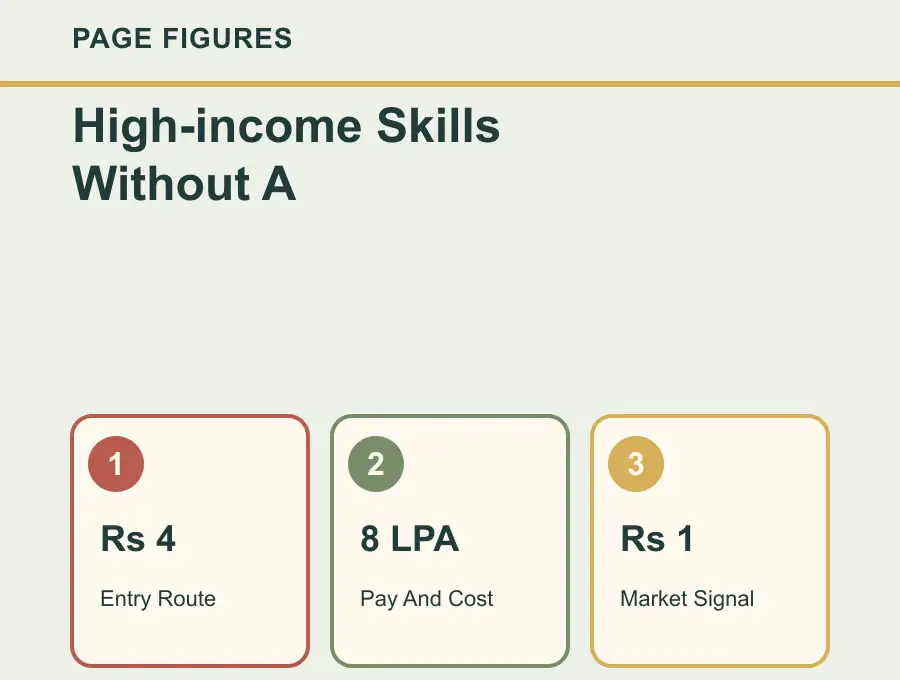 PAGE FIGURES
High-income Skills
Without A
1
Rs 4
Entry Route
2
8 LPA
Pay And Cost
3
Rs 1
Market Signal